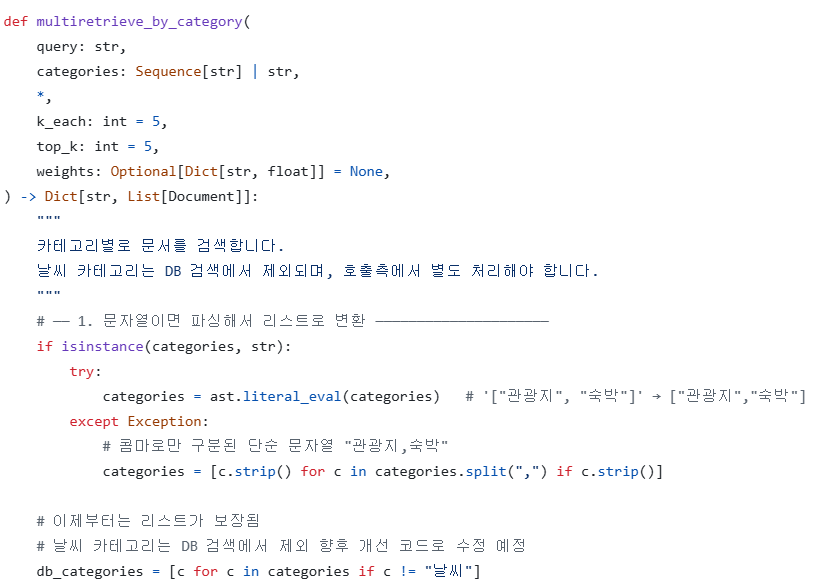 def multiretrieve_by_category(
    query: str,
    categories: Sequence[str] | str,
    *,
    k_each: int = 5,
    top_k: int = 5,
    weights: Optional[Dict[str, float]] = None,
) -> Dict[str, List[Document]]:
    """
    카테고리별로 문서를 검색합니다.
    날씨 카테고리는 DB 검색에서 제외되며, 호출측에서 별도 처리해야 합니다.
    """
    # ── 1. 문자열이면 파싱해서 리스트로 변환 ─────────────────────
    if isinstance(categories, str):
        try:
            categories = ast.literal_eval(categories)   # '["관광지", "숙박"]' → ["관광지","숙박"]
        except Exception:
            # 콤마로만 구분된 단순 문자열 "관광지,숙박"
            categories = [c.strip() for c in categories.split(",") if c.strip()]

    # 이제부터는 리스트가 보장됨
    # 날씨 카테고리는 DB 검색에서 제외 향후 개선 코드로 수정 예정
    db_categories = [c for c in categories if c != "날씨"]